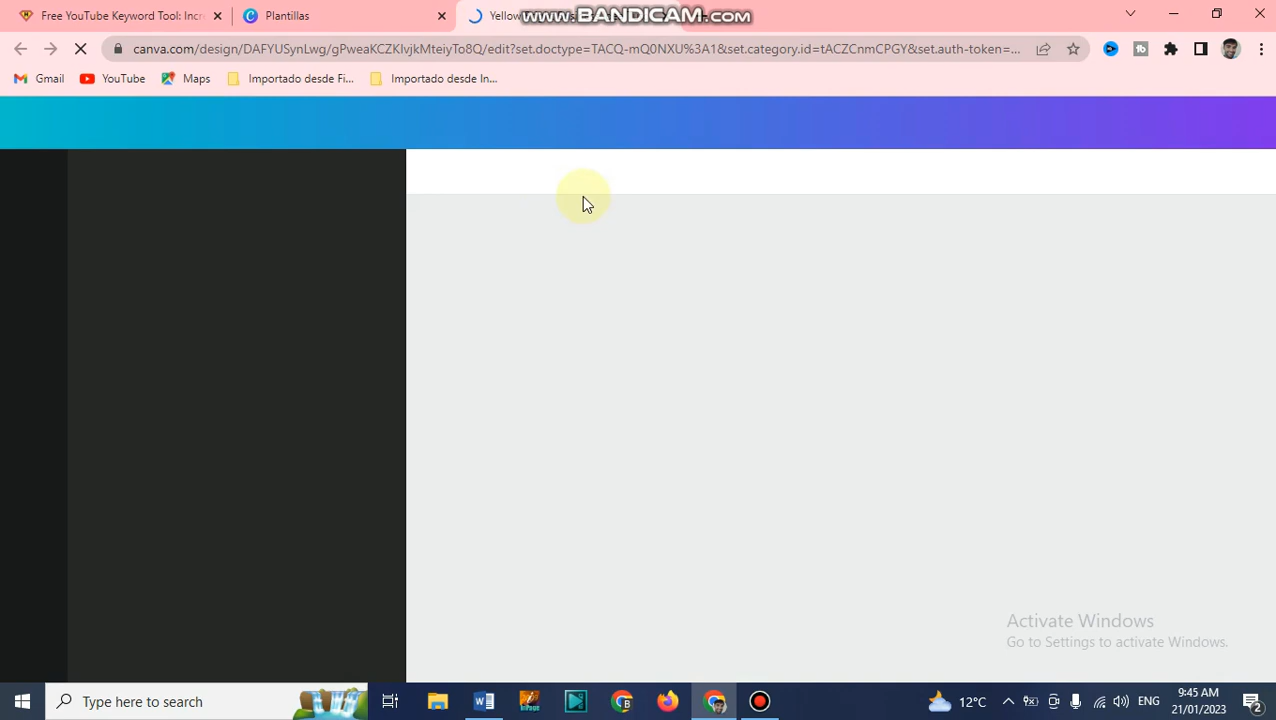 Free YouTube Keyword Tool: Incre
Plantillas
Yellow
WWW.BANDICAM.COM
canva.com/design/DAFYUSynLwg/gPweaKCZKlvjkMteiyTo8Q/edit?set.doctype=TACQ-mQ0NXU%3A1&set.category.id=tACZCnmCPGY&set.auth-token=...
Gmail
YouTube
Maps
Importado desde Fi...
Importado desde In...
Activate Windows
Go to Settings to activate Windows.
Type here to search
12°C
ENG
9:45 AM
21/01/2023
2